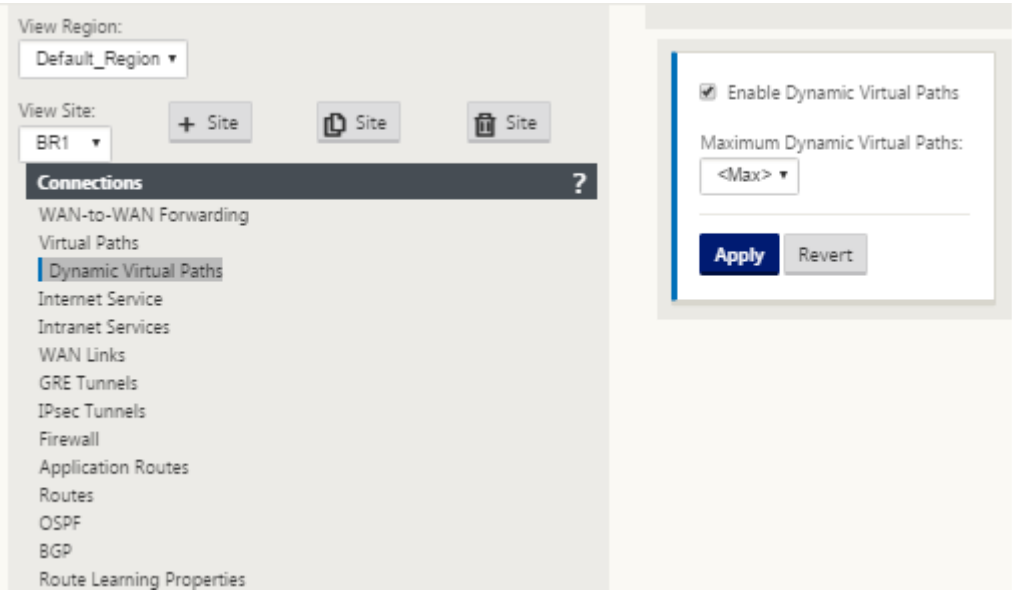 View Region:
Default_Region
View Site:
BR1
+ Site
Site
Site
Connections ?
WAN-to-WAN Forwarding
Virtual Paths
Dynamic Virtual Paths
Internet Service
Intranet Services
WAN Links
GRE Tunnels
IPsec Tunnels
Firewall
Application Routes
Routes
OSPF
BGP
Route Learning Properties
Enable Dynamic Virtual Paths
Maximum Dynamic Virtual Paths:
<Max>
Apply Revert